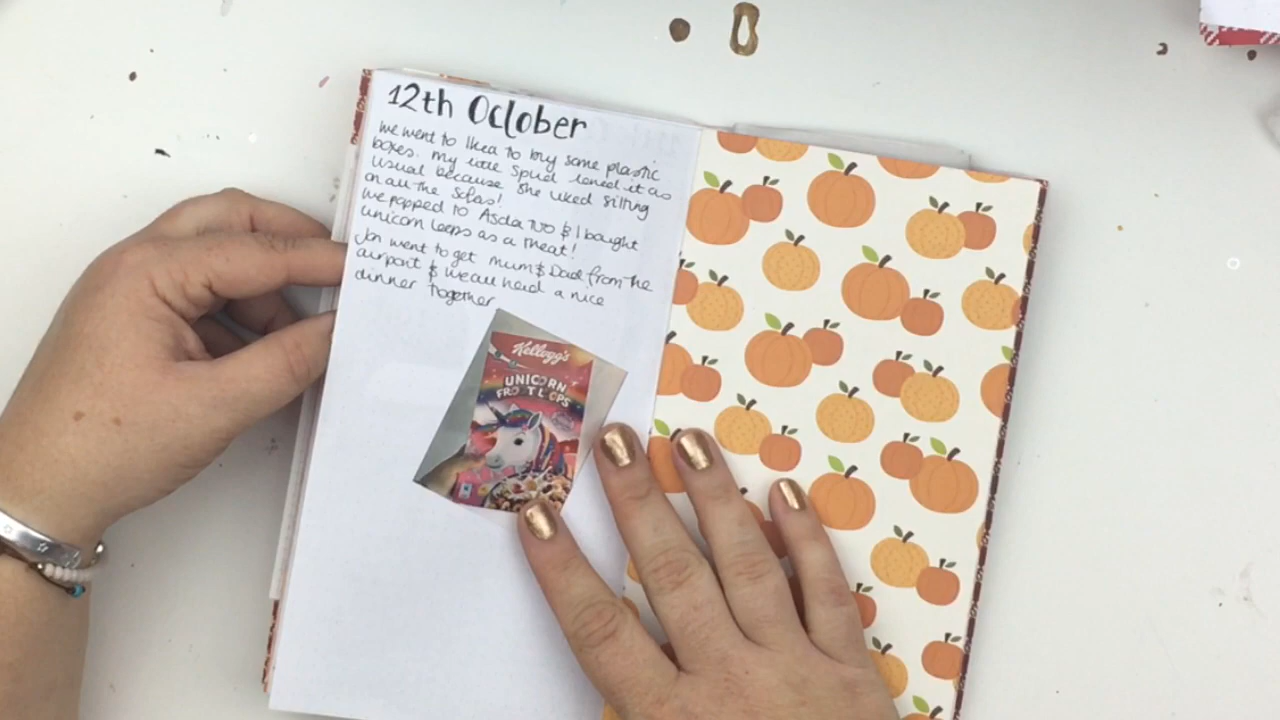 12th October
We went to Ikea to buy some plastic
boxes. My little Spud loved it as
usual because she liked sitting
on all the sofas!
We popped to Asda too & I bought
unicorn loops as a treat!
Jon went to get Mum & Dad from the
airport & we all had a nice
dinner together
Kellogg's
UNICORN
FROOT LOOPS